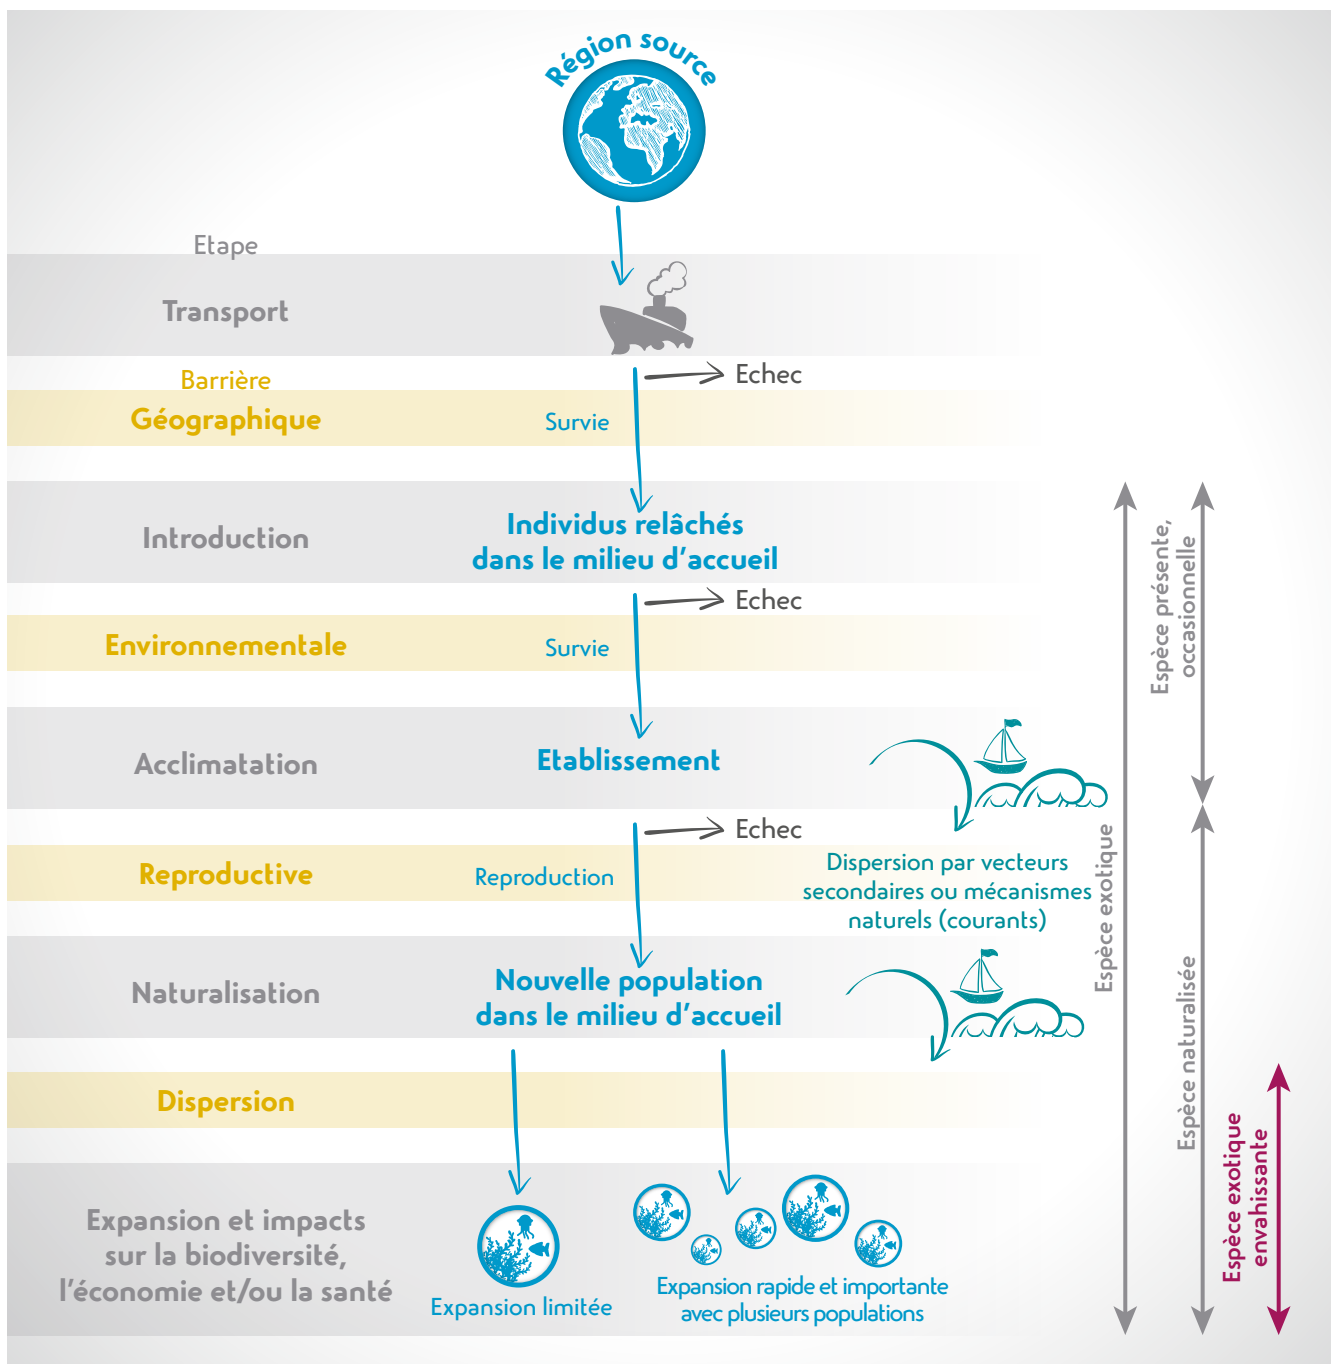 Région source
Etape
Transport
Barrière
Echec
Géographique
Survie
Introduction
Individus relâchés
dans le milieu d'accueil
Echec
Environnementale
Survie
Acclimatation
Etablissement
Echec
Reproductive
Reproduction
Dispersion par vecteurs
secondaires ou mécanismes
naturels (courants)
Naturalisation
Nouvelle population
dans le milieu d'accueil
Dispersion
Expansion et impacts
sur la biodiversité,
l'économie et/ou la santé
Expansion limitée
Expansion rapide et importante
avec plusieurs populations
Espèce exotique
Espèce présente,
occasionnelle
Espèce naturalisée
Espèce exotique
envahissante